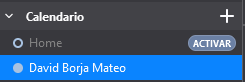 Calendario
Home ACTIVAR
David Borja Mateo